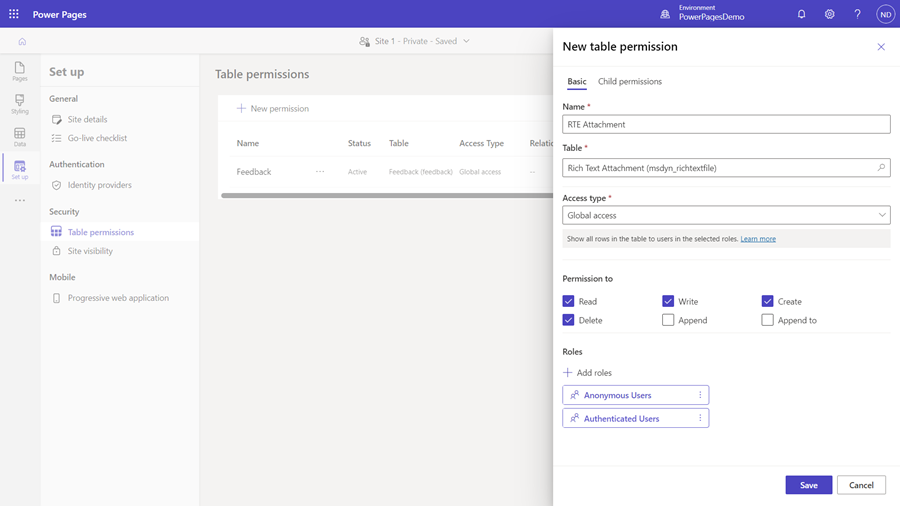 Power Pages
Environment
PowerPagesDemo
ND
Site 1 - Private - Saved
Pages
Styling
Data
Set up
Set up
General
Site details
Go-live checklist
Authentication
Identity providers
Security
Table permissions
Site visibility
Mobile
Progressive web application
Table permissions
New permission
Name Status Table Access Type Relatio
Feedback ··· Active Feedback (feedback) Global access --
New table permission
Basic Child permissions
Name *
RTE Attachment
Table *
Rich Text Attachment (msdyn_richtextfile)
Access type *
Global access
Show all rows in the table to users in the selected roles. Learn more
Permission to
Read Write Create
Delete Append Append to
Roles
Add roles
Anonymous Users
Authenticated Users
Save Cancel